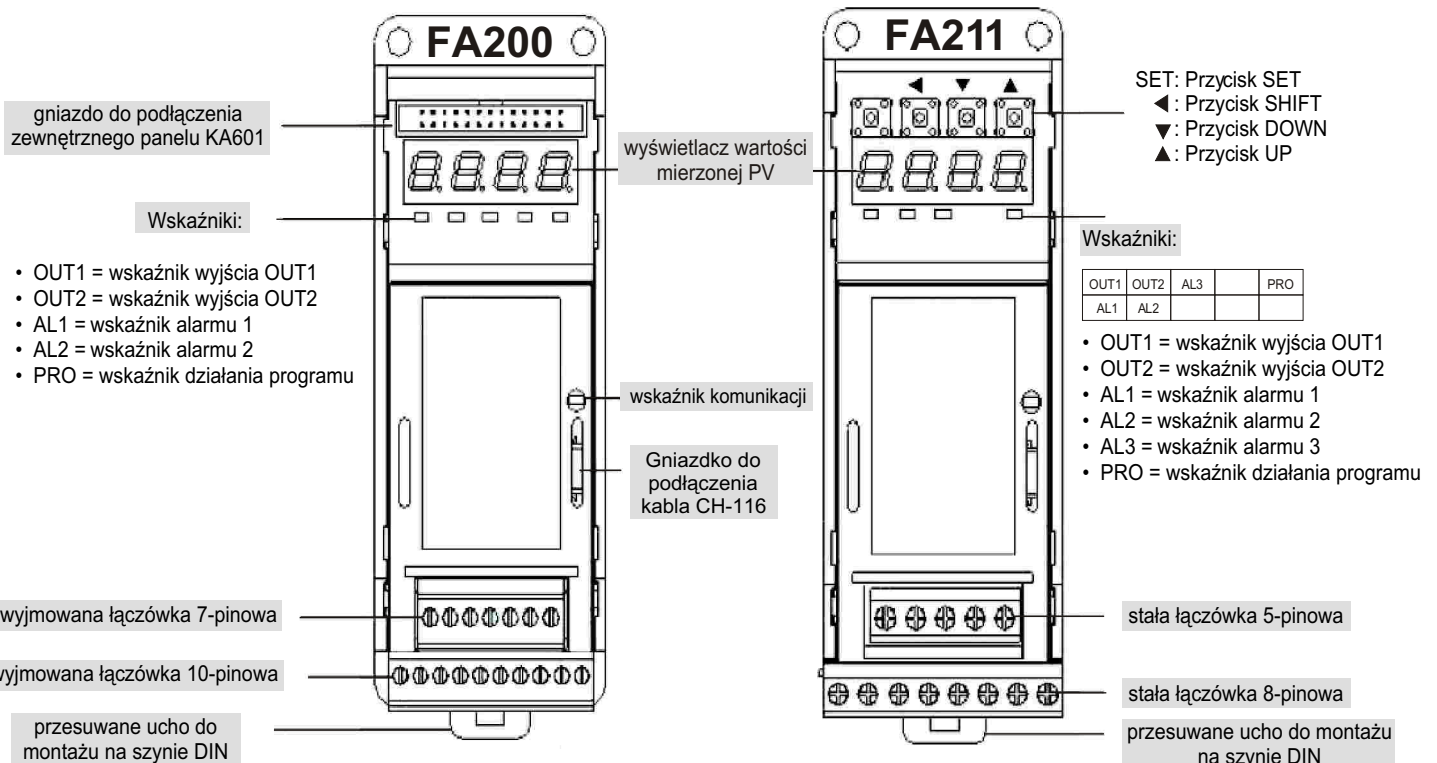 FA200
FA211
gniazdo do podłączenia
zewnętrznego panelu KA601
wyświetlacz wartości
mierzonej PV
SET: Przycisk SET
◀ : Przycisk SHIFT
▼ : Przycisk DOWN
▲ : Przycisk UP
Wskaźniki:
• OUT1 = wskaźnik wyjścia OUT1
• OUT2 = wskaźnik wyjścia OUT2
• AL1 = wskaźnik alarmu 1
• AL2 = wskaźnik alarmu 2
• PRO = wskaźnik działania programu
Wskaźniki:
OUT1 OUT2 AL3 PRO
AL1 AL2
• OUT1 = wskaźnik wyjścia OUT1
• OUT2 = wskaźnik wyjścia OUT2
• AL1 = wskaźnik alarmu 1
• AL2 = wskaźnik alarmu 2
• AL3 = wskaźnik alarmu 3
• PRO = wskaźnik działania programu
wskaźnik komunikacji
Gniazdko do
podłączenia
kabla CH-116
wyjmowana łączówka 7-pinowa
wyjmowana łączówka 10-pinowa
przesuwane ucho do
montażu na szynie DIN
stała łączówka 5-pinowa
stała łączówka 8-pinowa
przesuwane ucho do montażu
na szynie DIN